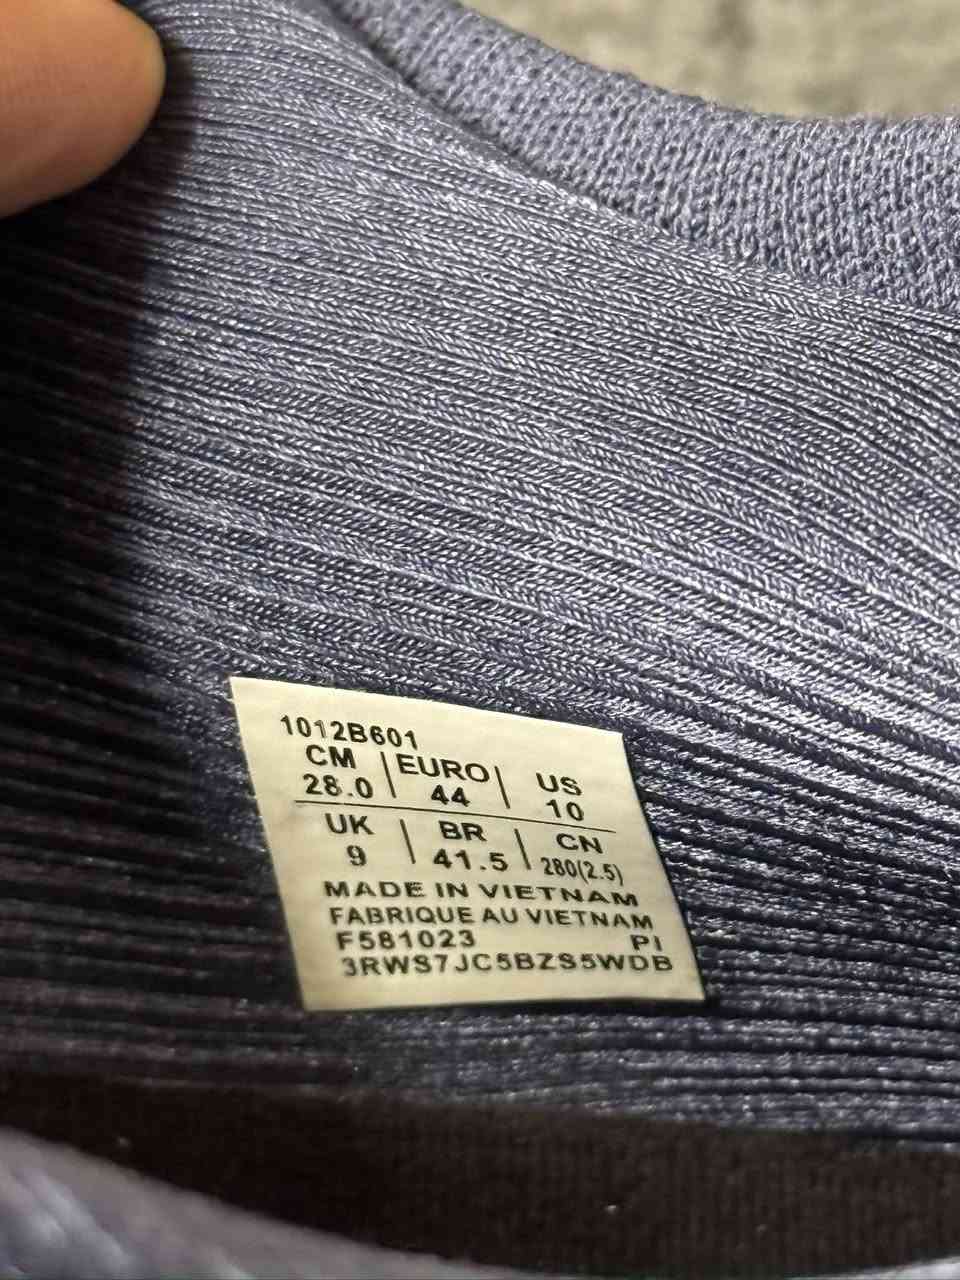 1012B601
CM | EURO | US
28.0 | 44 | 10
UK | BR | CN
9 | 41.5 | 280(2.5)
MADE IN VIETNAM
FABRIQUE AU VIETNAM
F581023 PI
3RWS7JC5BZS5WDB